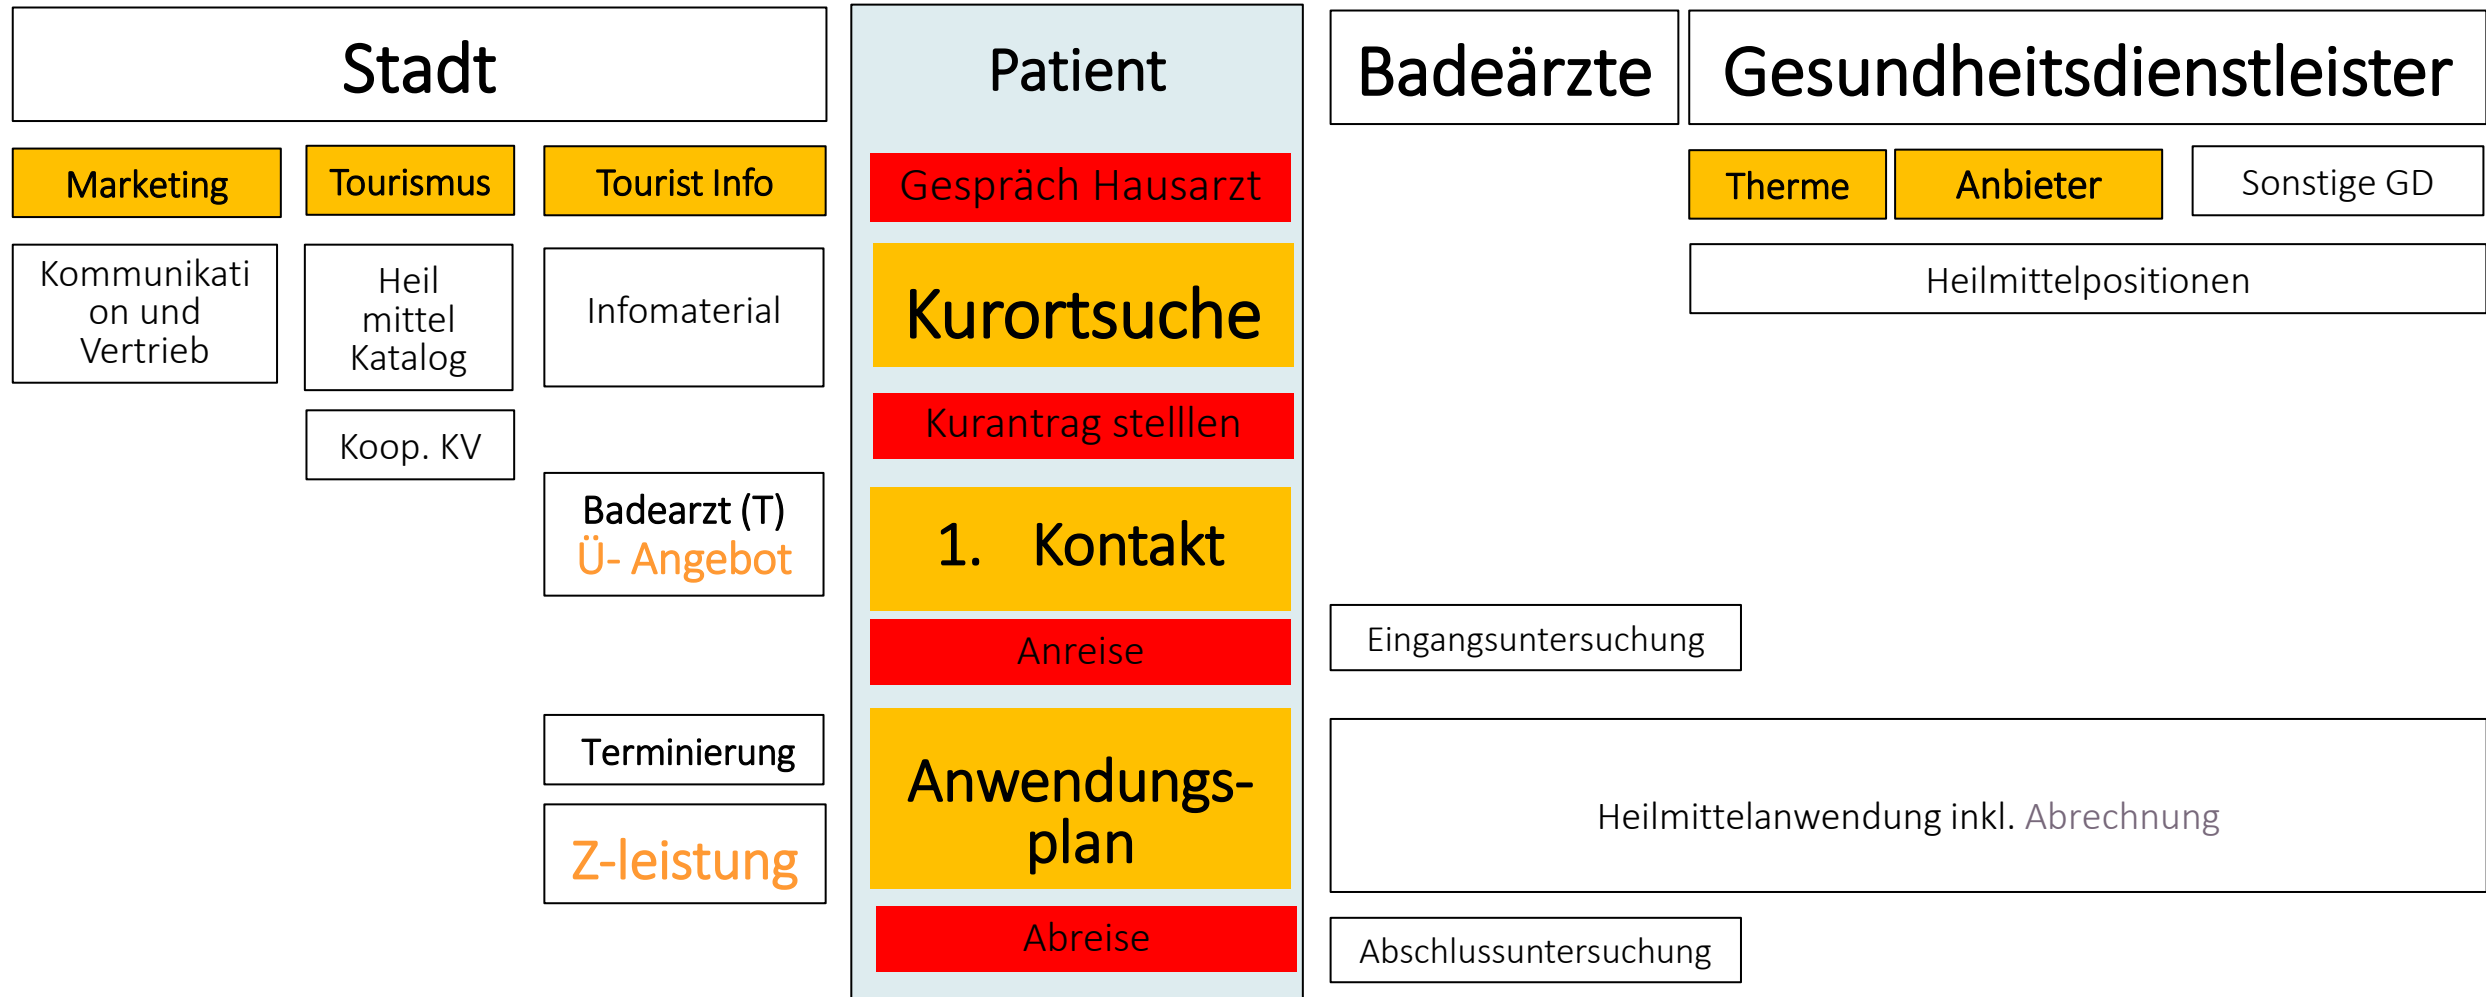 Stadt
Patient
Badeärzte
Gesundheitsdienstleister
Marketing
Tourismus
Tourist Info
Gespräch Hausarzt
Therme
Anbieter
Sonstige GD
Kommunikati
on und
Vertrieb
Heil
mittel
Katalog
Infomaterial
Kurortsuche
Heilmittelpositionen
Koop. KV
Kurantrag stelllen
Badearzt (T)
Ü- Angebot
1. Kontakt
Anreise
Eingangsuntersuchung
Terminierung
Z-leistung
Anwendungs-
plan
Heilmittelanwendung inkl. Abrechnung
Abreise
Abschlussuntersuchung